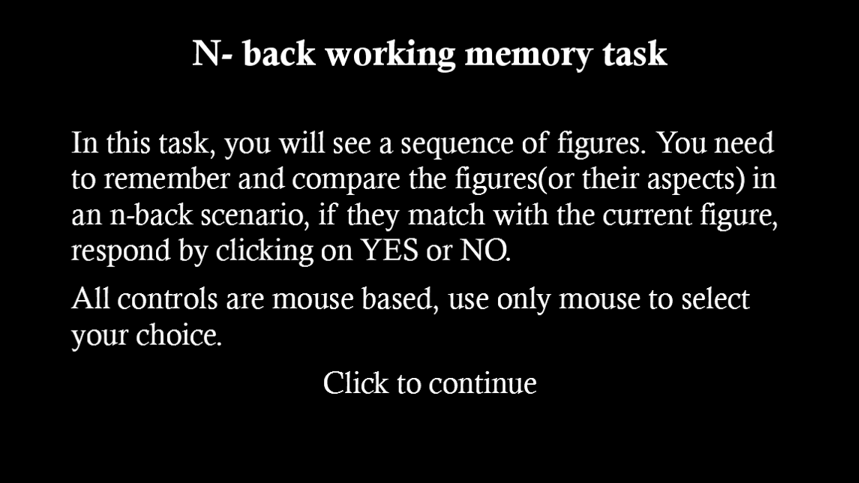 N- back working memory task
In this task, you will see a sequence of figures. You need
to remember and compare the figures(or their aspects) in
an n-back scenario, if they match with the current figure,
respond by clicking on YES or NO.
All controls are mouse based, use only mouse to select
your choice.
Click to continue